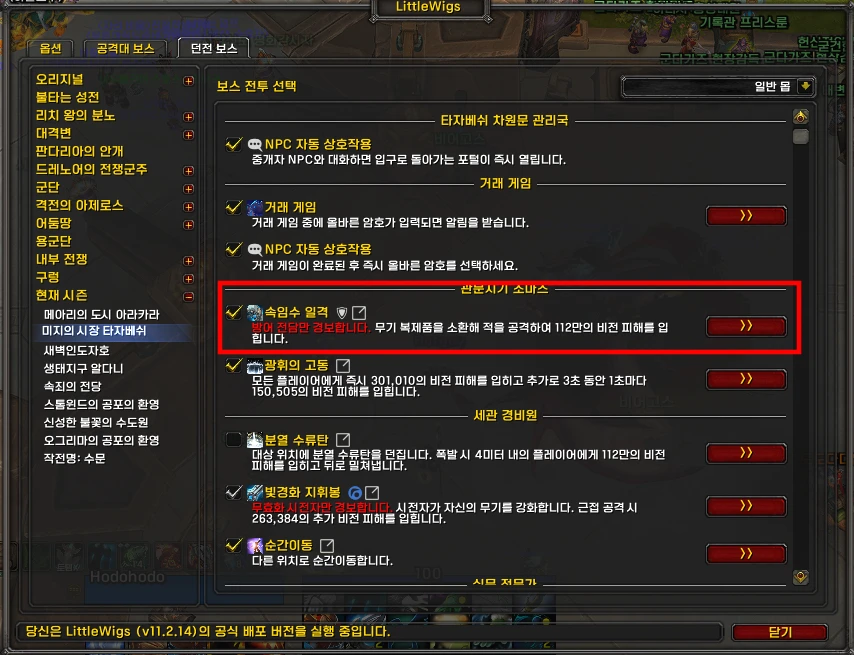 LittleWigs
기록관 프리스룬
옵션
공격대 보스
던전 보스
오리지널
불타는 성전
리치 왕의 분노
대격변
판다리아의 안개
드레노어의 전쟁군주
군단
격전의 아제로스
어둠땅
용군단
내부 전쟁
구렁
현재 시즌
메아리의 도시 아라카라
미지의 시장 타자베쉬
새벽인도자호
생태지구 알다니
속죄의 전당
스톰윈드의 공포의 환영
신성한 불꽃의 수도원
오그리마의 공포의 환영
작전명: 수문
보스 전투 선택
일반 몹
타자베쉬 차원문 관리국
NPC 자동 상호작용
중개자 NPC와 대화하면 입구로 돌아가는 포털이 즉시 열립니다.
거래 게임
거래 게임
거래 게임 중에 올바른 암호가 입력되면 알림을 받습니다.
NPC 자동 상호작용
거래 게임이 완료된 후 즉시 올바른 암호를 선택하세요.
관문지기 조마스
속임수 일격
방어 전담만 경보합니다. 무기 복제품을 소환해 적을 공격하여 112만의 비전 피해를 입
힙니다.
광휘의 고동
모든 플레이어에게 즉시 301,010의 비전 피해를 입히고 추가로 3초 동안 1초마다
150,505의 비전 피해를 입힙니다.
세관 경비원
분열 수류탄
대상 위치에 분열 수류탄을 던집니다. 폭발 시 4미터 내의 플레이어에게 112만의 비전
피해를 입히고 뒤로 밀쳐냅니다.
빛경화 지휘봉
무효화 시전자만 경보합니다. 시전자가 자신의 무기를 강화합니다. 근접 공격 시
263,384의 추가 비전 피해를 입힙니다.
순간이동
다른 위치로 순간이동합니다.
심문 전문가
Hodohodo
100
당신은 LittleWigs (v11.2.14)의 공식 배포 버전을 실행 중입니다.
닫기